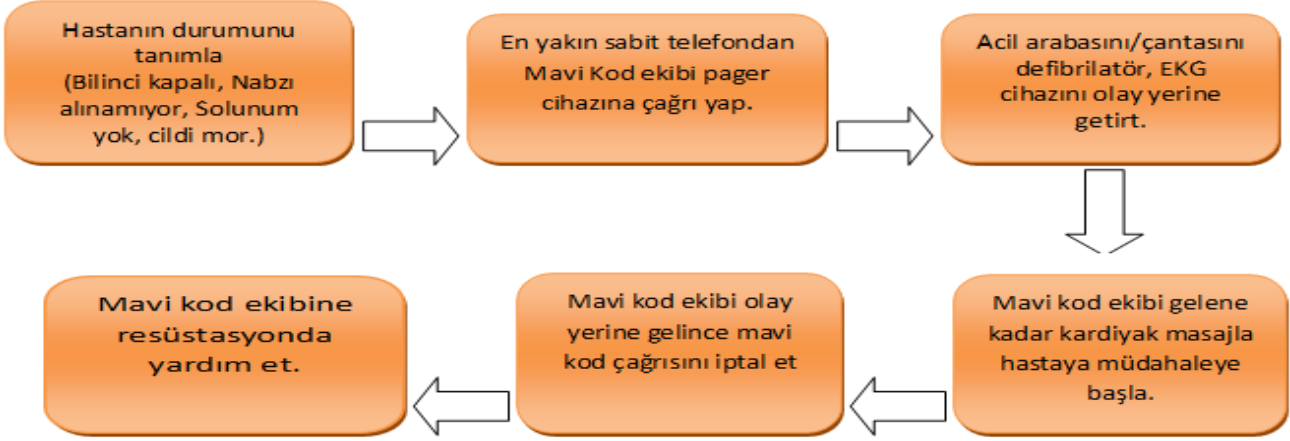 Hastanın durumunu
tanımla
(Bilinci kapalı, Nabzı
alınamıyor, Solunum
yok, cildi mor.)
En yakın sabit telefondan
Mavi Kod ekibi pager
cihazına çağrı yap.
Acil arabasını/çantasını
defibrilatör, EKG
cihazını olay yerine
getirt.
Mavi kod ekibi gelene
kadar kardiyak masajla
hastaya müdahaleye
başla.
Mavi kod ekibi olay
yerine gelince mavi
kod çağrısını iptal et
Mavi kod ekibine
resüstasyonda
yardım et.